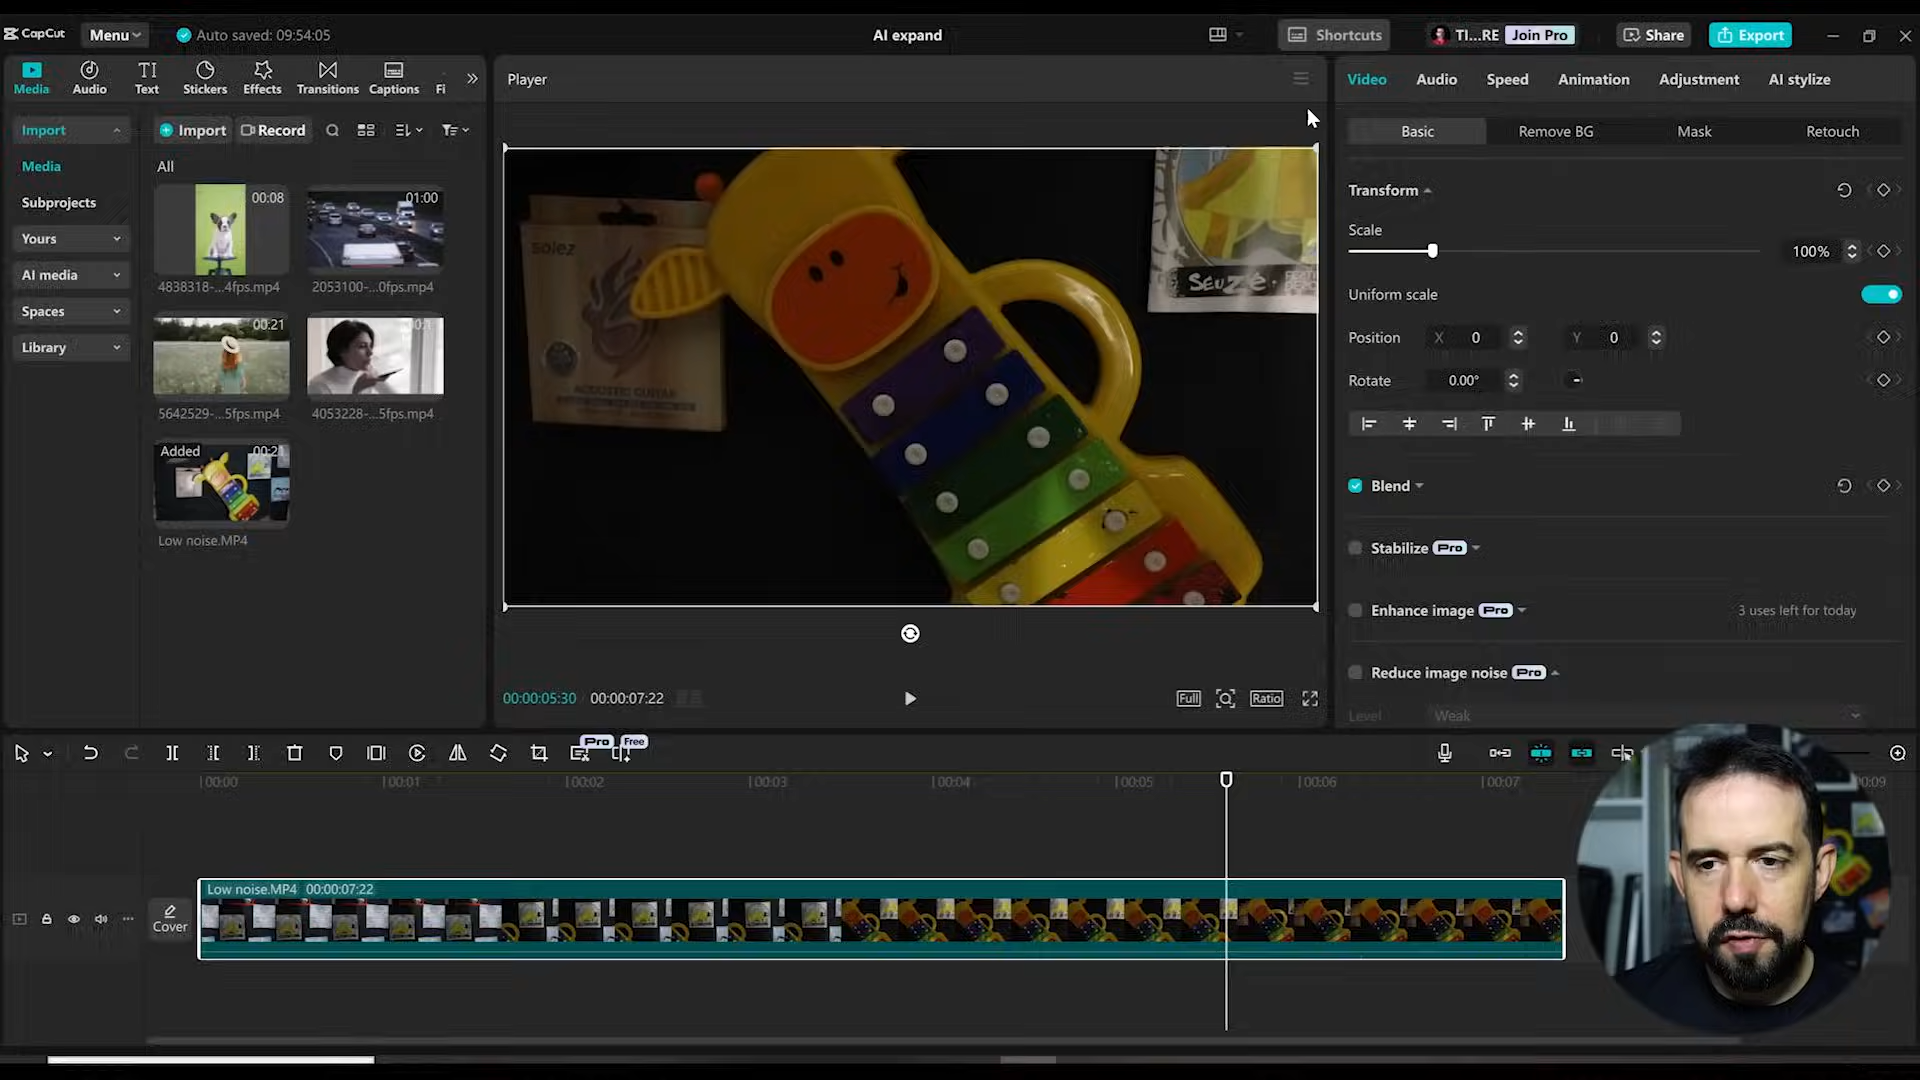 CapCut
Menu
Auto saved: 09:54:05
AI expand
Shortcuts
TI...RE
Join Pro
Share
Export
Media
Audio
Text
Stickers
Effects
Transitions
Captions
Fi
Player
Video
Audio
Speed
Animation
Adjustment
AI stylize
Import
Import
Record
Basic
Remove BG
Mask
Retouch
Media
All
Subprojects
Yours
AI media
Spaces
Library
00:08
01:00
4838318-...4fps.mp4
2053100-...0fps.mp4
00:21
5642529-...5fps.mp4
4053228-...5fps.mp4
Added
00:21
Low noise.MP4
solez
ACOUSTIC GUITAR
Transform
Scale
100%
Uniform scale
Position
X
0
Y
0
Rotate
0.00°
Blend
Stabilize
Pro
Enhance image
Pro
3 uses left for today
Reduce image noise
Pro
Level
Weak
00:00:05:30
00:00:07:22
Full
Ratio
Pro
Free
00:00
00:01
00:02
00:03
00:04
00:05
00:06
00:07
Low noise.MP4
00:00:07:22
Cover